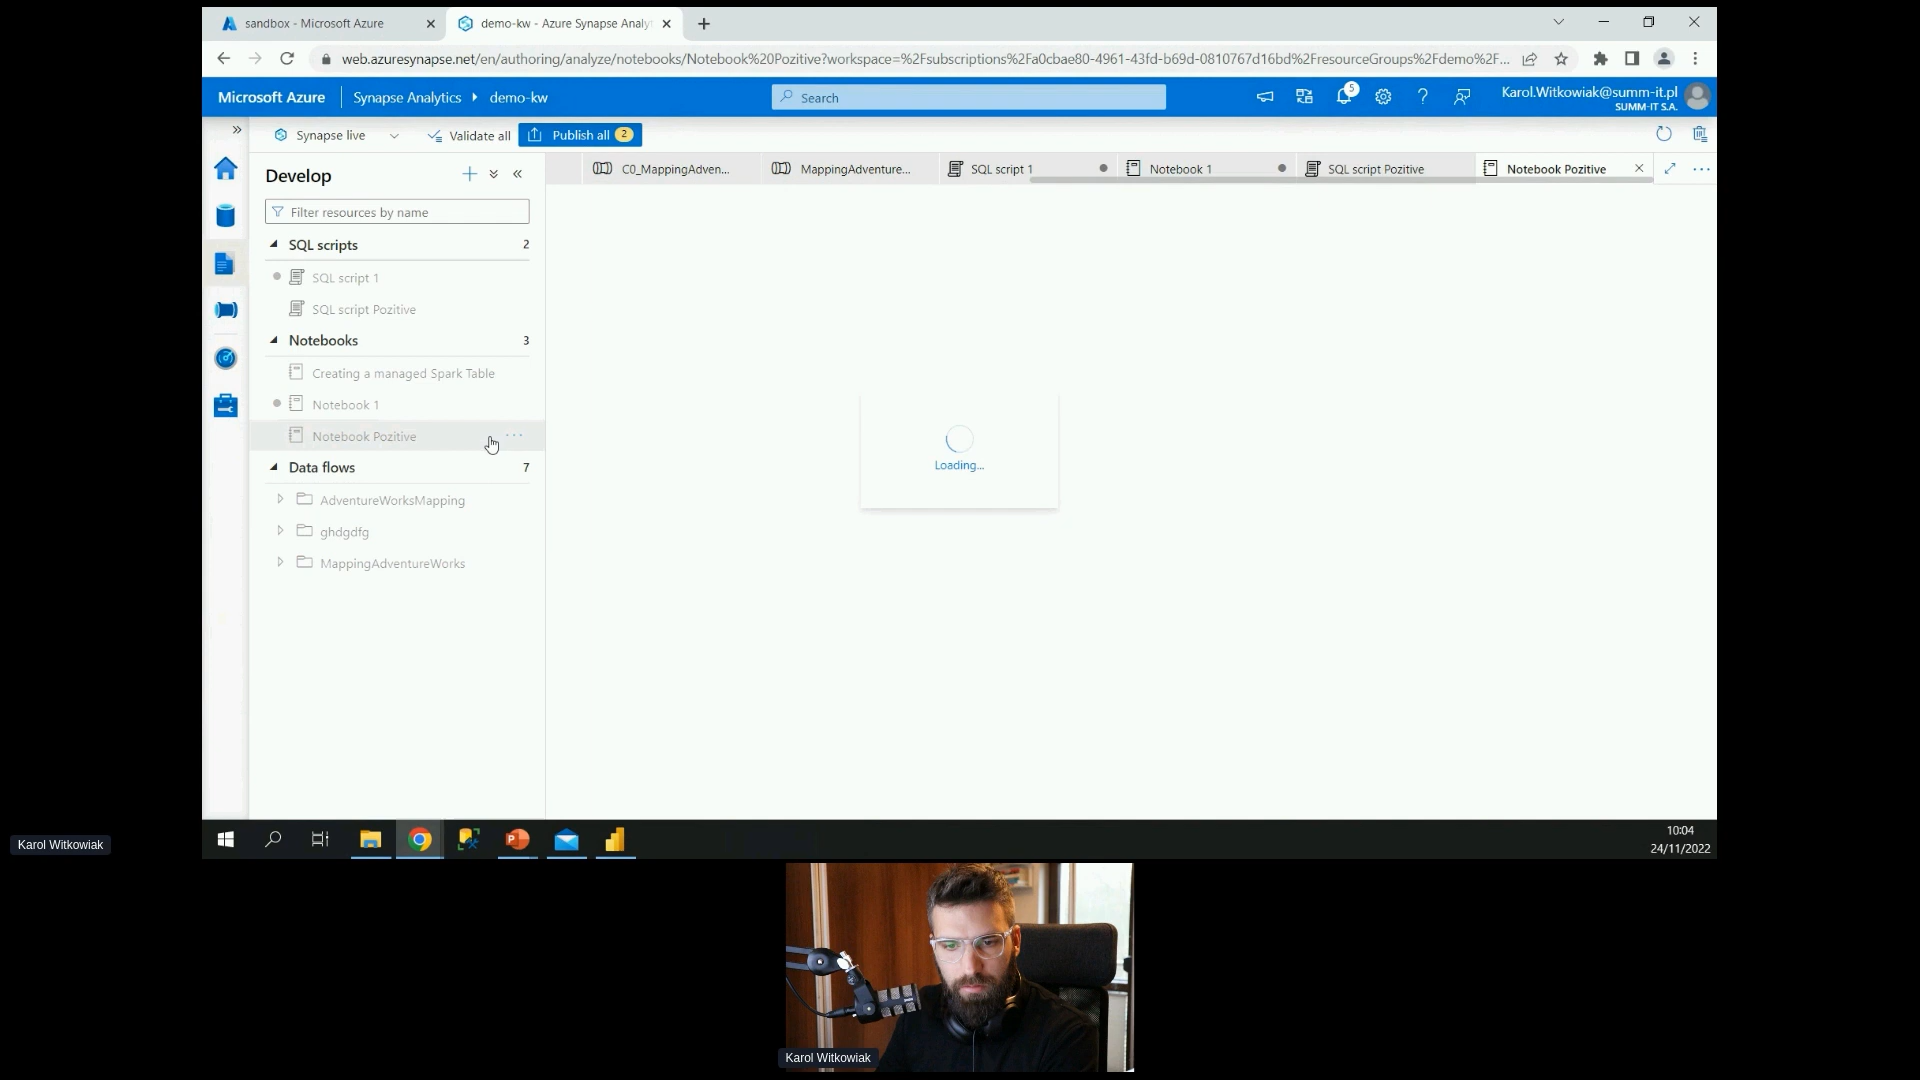 sandbox - Microsoft Azure
demo-kw - Azure Synapse Analyt
web.azuresynapse.net/en/authoring/analyze/notebooks/Notebook%20Pozitive?workspace=%2Fsubscriptions%2Fa0cbae80-4961-43fd-b69d-0810767d16bd%2FresourceGroups%2Fdemo%2F...
Microsoft Azure
Synapse Analytics
demo-kw
Search
5
Karol.Witkowiak@summ-it.pl
SUMM-IT S.A.
Synapse live
Validate all
Publish all
2
Develop
C0_MappingAdven...
MappingAdventure...
SQL script 1
Notebook 1
SQL script Pozitive
Notebook Pozitive
Filter resources by name
SQL scripts
2
SQL script 1
SQL script Pozitive
Notebooks
3
Creating a managed Spark Table
Notebook 1
Notebook Pozitive
Loading...
Data flows
7
AdventureWorksMapping
ghdgdfg
MappingAdventureWorks
10:04
24/11/2022
Karol Witkowiak
Karol Witkowiak